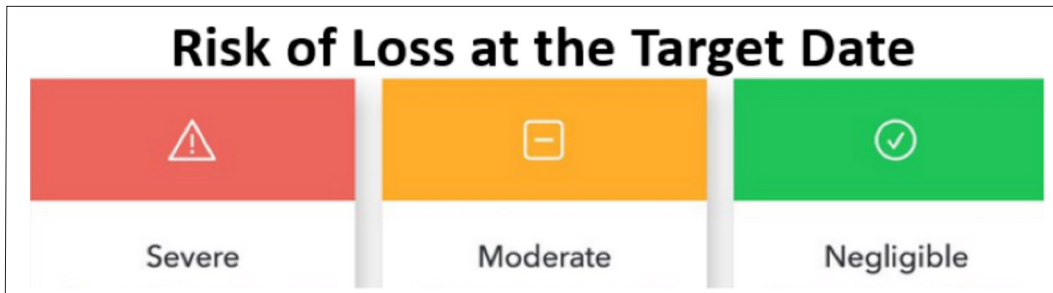 Risk of Loss at the Target Date
Severe
Moderate
Negligible